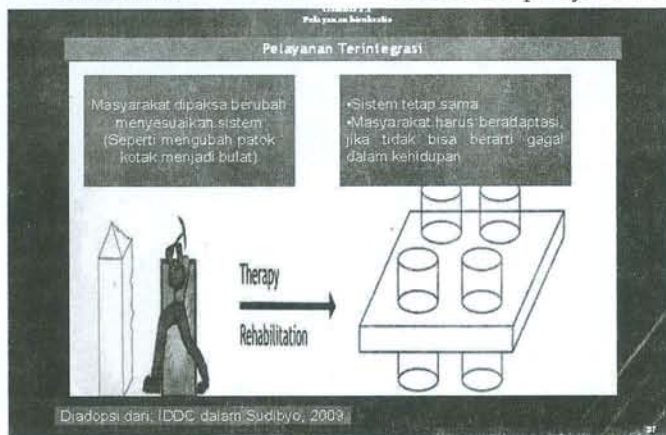 Pelayanan birokratis
Pelayanan Terintegrasi
Masyarakat dipaksa berubah
menyesuaikan sistem
(Seperti mengubah patok
kotak menjadi bulat)
•Sistem tetap sama
•Masyarakat harus beradaptasi,
jika tidak bisa berarti gagal
dalam kehidupan
Therapy
Rehabilitation
Diadopsi dari: IDDC dalam Sudibyo, 2009
37